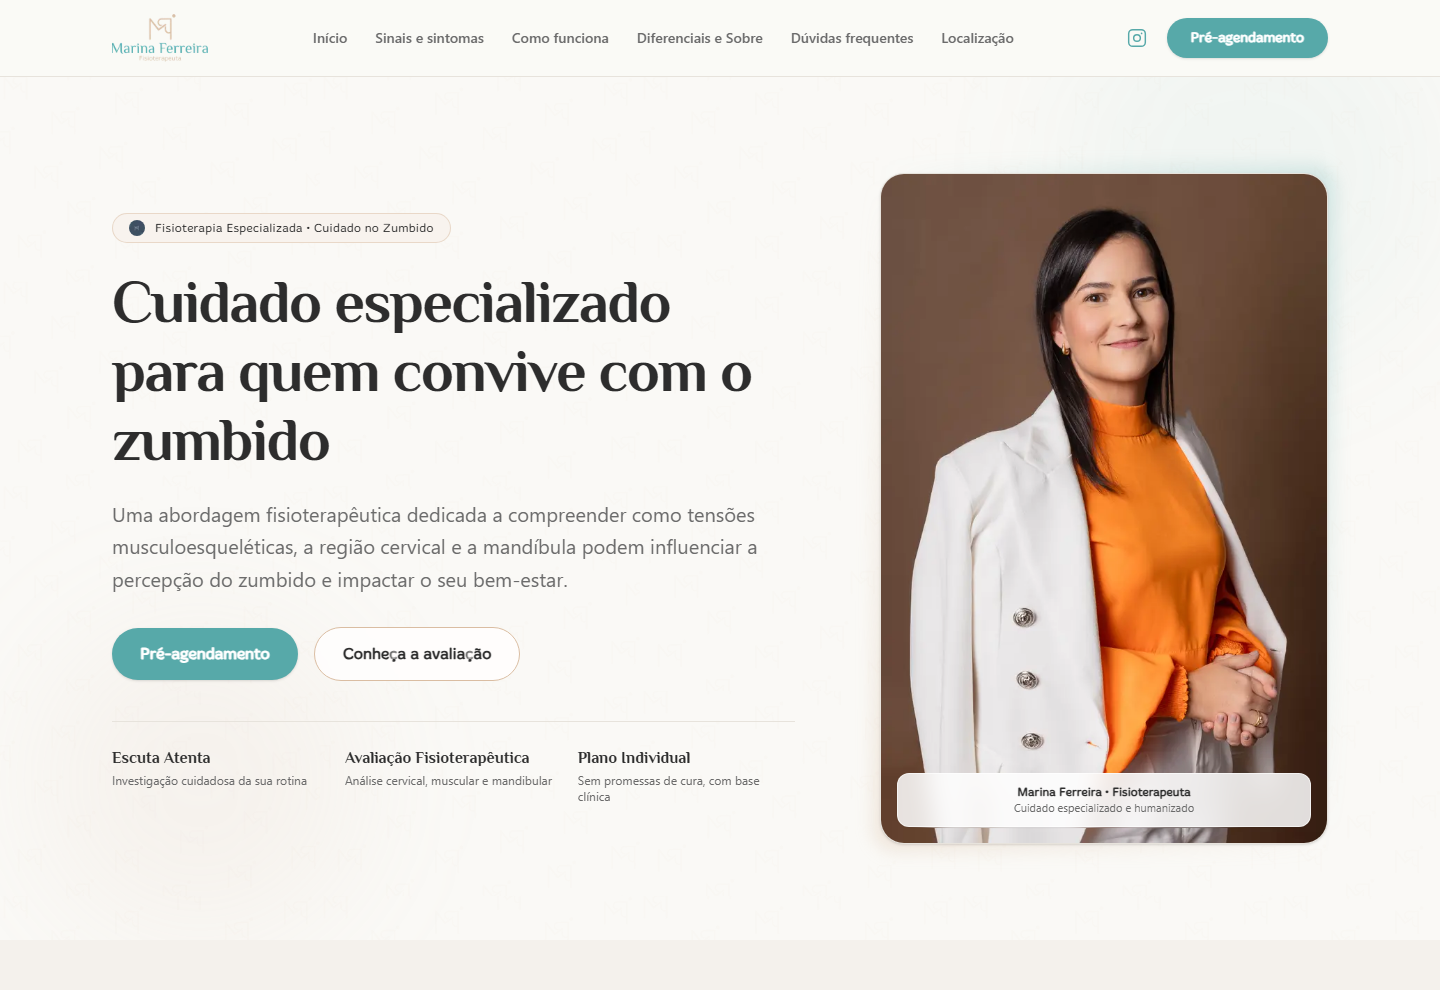 Marina Ferreira
Fisioterapeuta
Início
Sinais e sintomas
Como funciona
Diferenciais e Sobre
Dúvidas frequentes
Localização
Pré-agendamento
Fisioterapia Especializada • Cuidado no Zumbido
Cuidado especializado
para quem convive com o
zumbido
Uma abordagem fisioterapêutica dedicada a compreender como tensões
musculoesqueléticas, a região cervical e a mandíbula podem influenciar a
percepção do zumbido e impactar o seu bem-estar.
Pré-agendamento
Conheça a avaliação
Escuta Atenta
Investigação cuidadosa da sua rotina
Avaliação Fisioterapêutica
Análise cervical, muscular e mandibular
Plano Individual
Sem promessas de cura, com base
clínica
Marina Ferreira • Fisioterapeuta
Cuidado especializado e humanizado